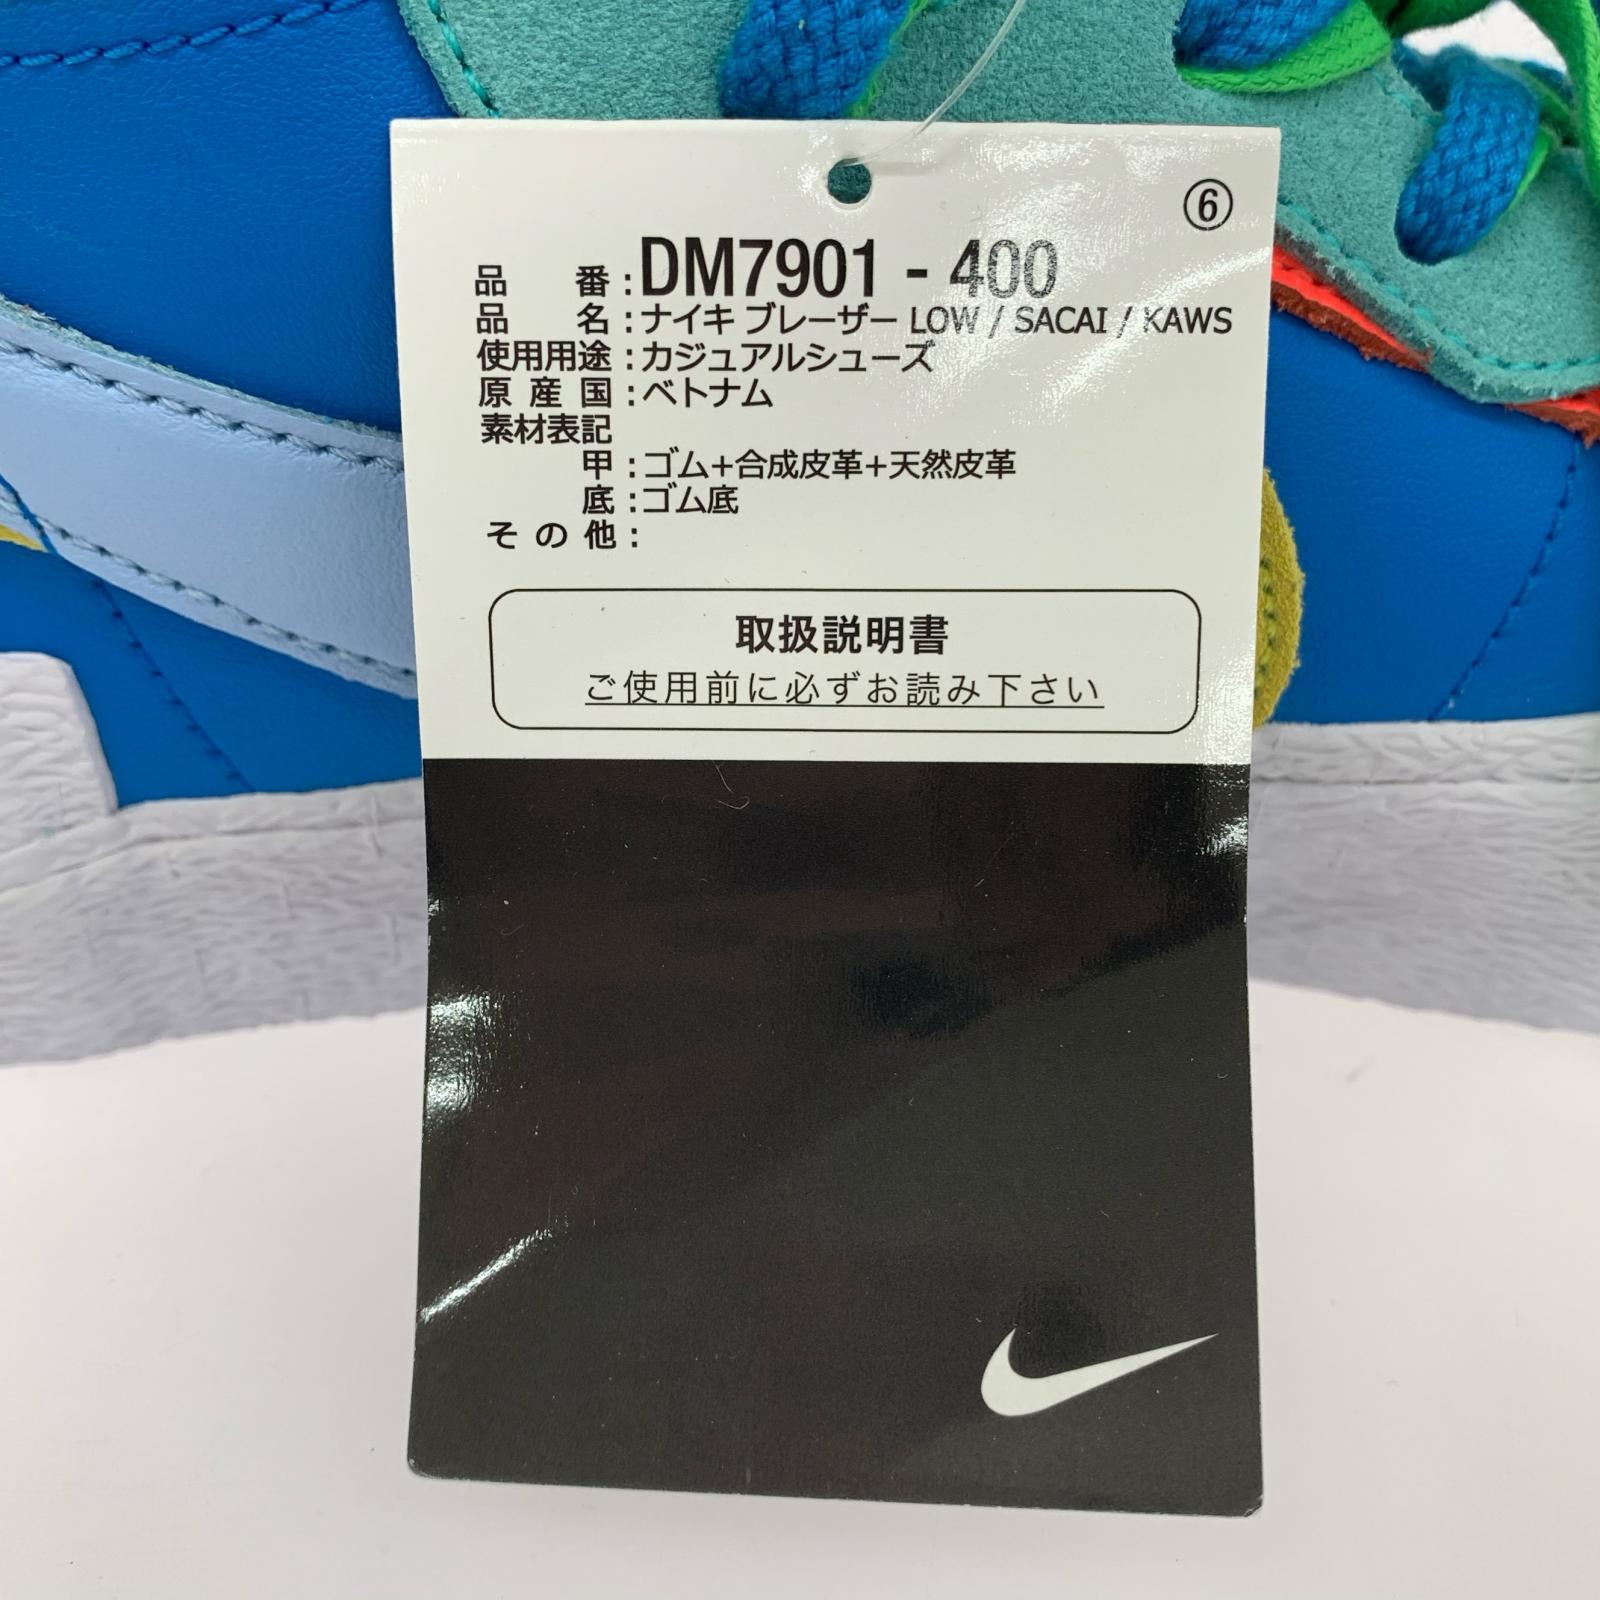 ⑥
品番:DM7901-400
品名:ナイキ ブレーザー LOW / SACAI / KAWS
使用用途:カジュアルシューズ
原産国:ベトナム
素材表記
甲:ゴム+合成皮革+天然皮革
底:ゴム底
その他:
取扱説明書
ご使用前に必ずお読み下さい